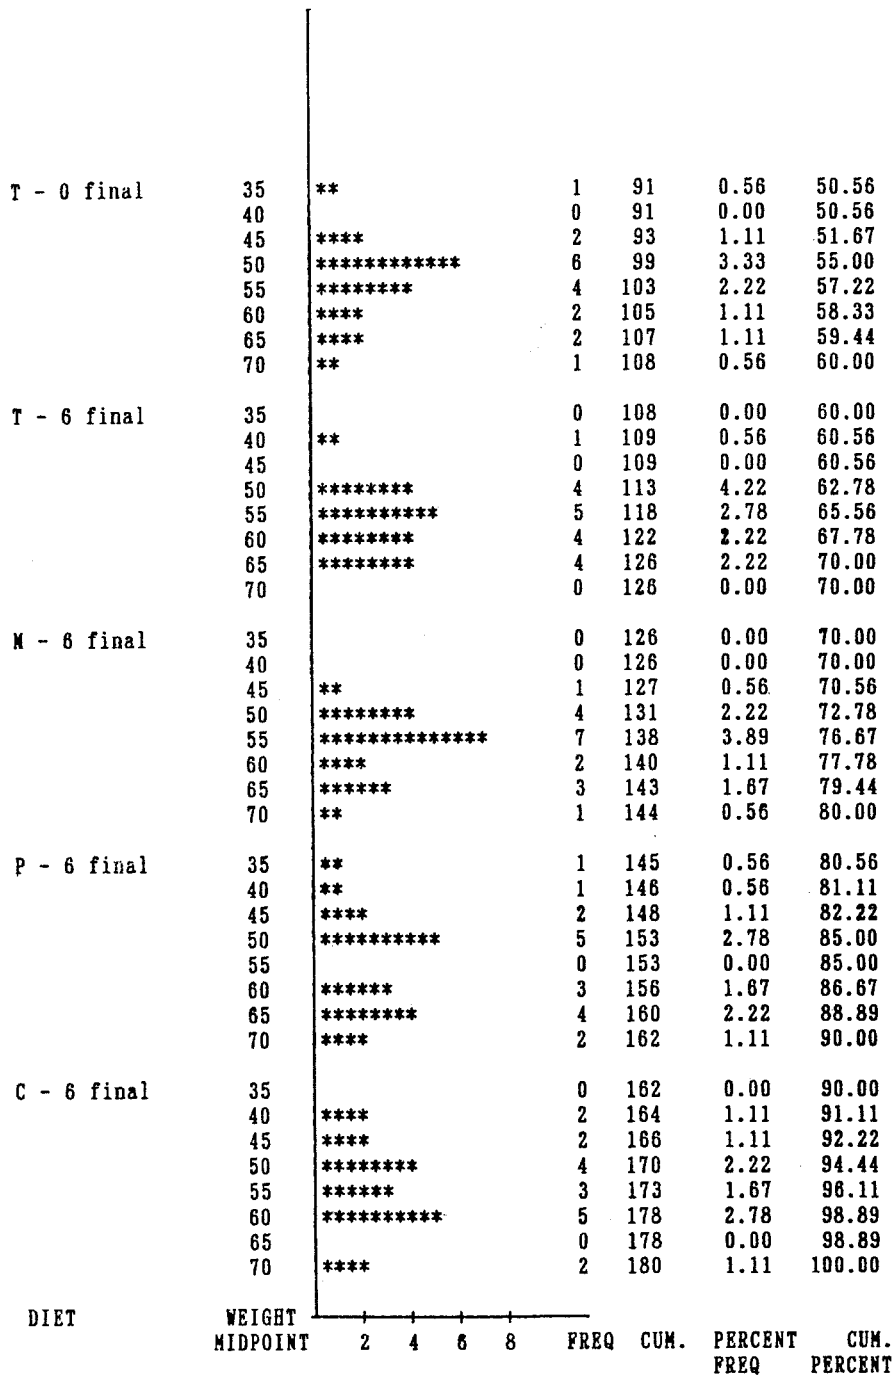 T - 0 final 35 ** 1 91 0.56 50.56
40 0 91 0.00 50.56
45 **** 2 93 1.11 51.67
50 ************ 6 99 3.33 55.00
55 ******** 4 103 2.22 57.22
60 **** 2 105 1.11 58.33
65 **** 2 107 1.11 59.44
70 ** 1 108 0.56 60.00
T - 6 final 35 0 108 0.00 60.00
40 ** 1 109 0.56 60.56
45 0 109 0.00 60.56
50 ******** 4 113 4.22 62.78
55 ********** 5 118 2.78 65.56
60 ******** 4 122 2.22 67.78
65 ******** 4 126 2.22 70.00
70 0 126 0.00 70.00
M - 6 final 35 0 126 0.00 70.00
40 0 126 0.00 70.00
45 ** 1 127 0.56 70.56
50 ******** 4 131 2.22 72.78
55 ************** 7 138 3.89 76.67
60 **** 2 140 1.11 77.78
65 ****** 3 143 1.67 79.44
70 ** 1 144 0.56 80.00
P - 6 final 35 ** 1 145 0.56 80.56
40 ** 1 146 0.56 81.11
45 **** 2 148 1.11 82.22
50 ********** 5 153 2.78 85.00
55 0 153 0.00 85.00
60 ****** 3 156 1.67 86.67
65 ******** 4 160 2.22 88.89
70 **** 2 162 1.11 90.00
C - 6 final 35 0 162 0.00 90.00
40 **** 2 164 1.11 91.11
45 **** 2 166 1.11 92.22
50 ******** 4 170 2.22 94.44
55 ****** 3 173 1.67 96.11
60 ********** 5 178 2.78 98.89
65 0 178 0.00 98.89
70 **** 2 180 1.11 100.00
DIET WEIGHT
MIDPOINT 2 4 6 8 FREQ CUM. PERCENT CUM.
FREQ PERCENT